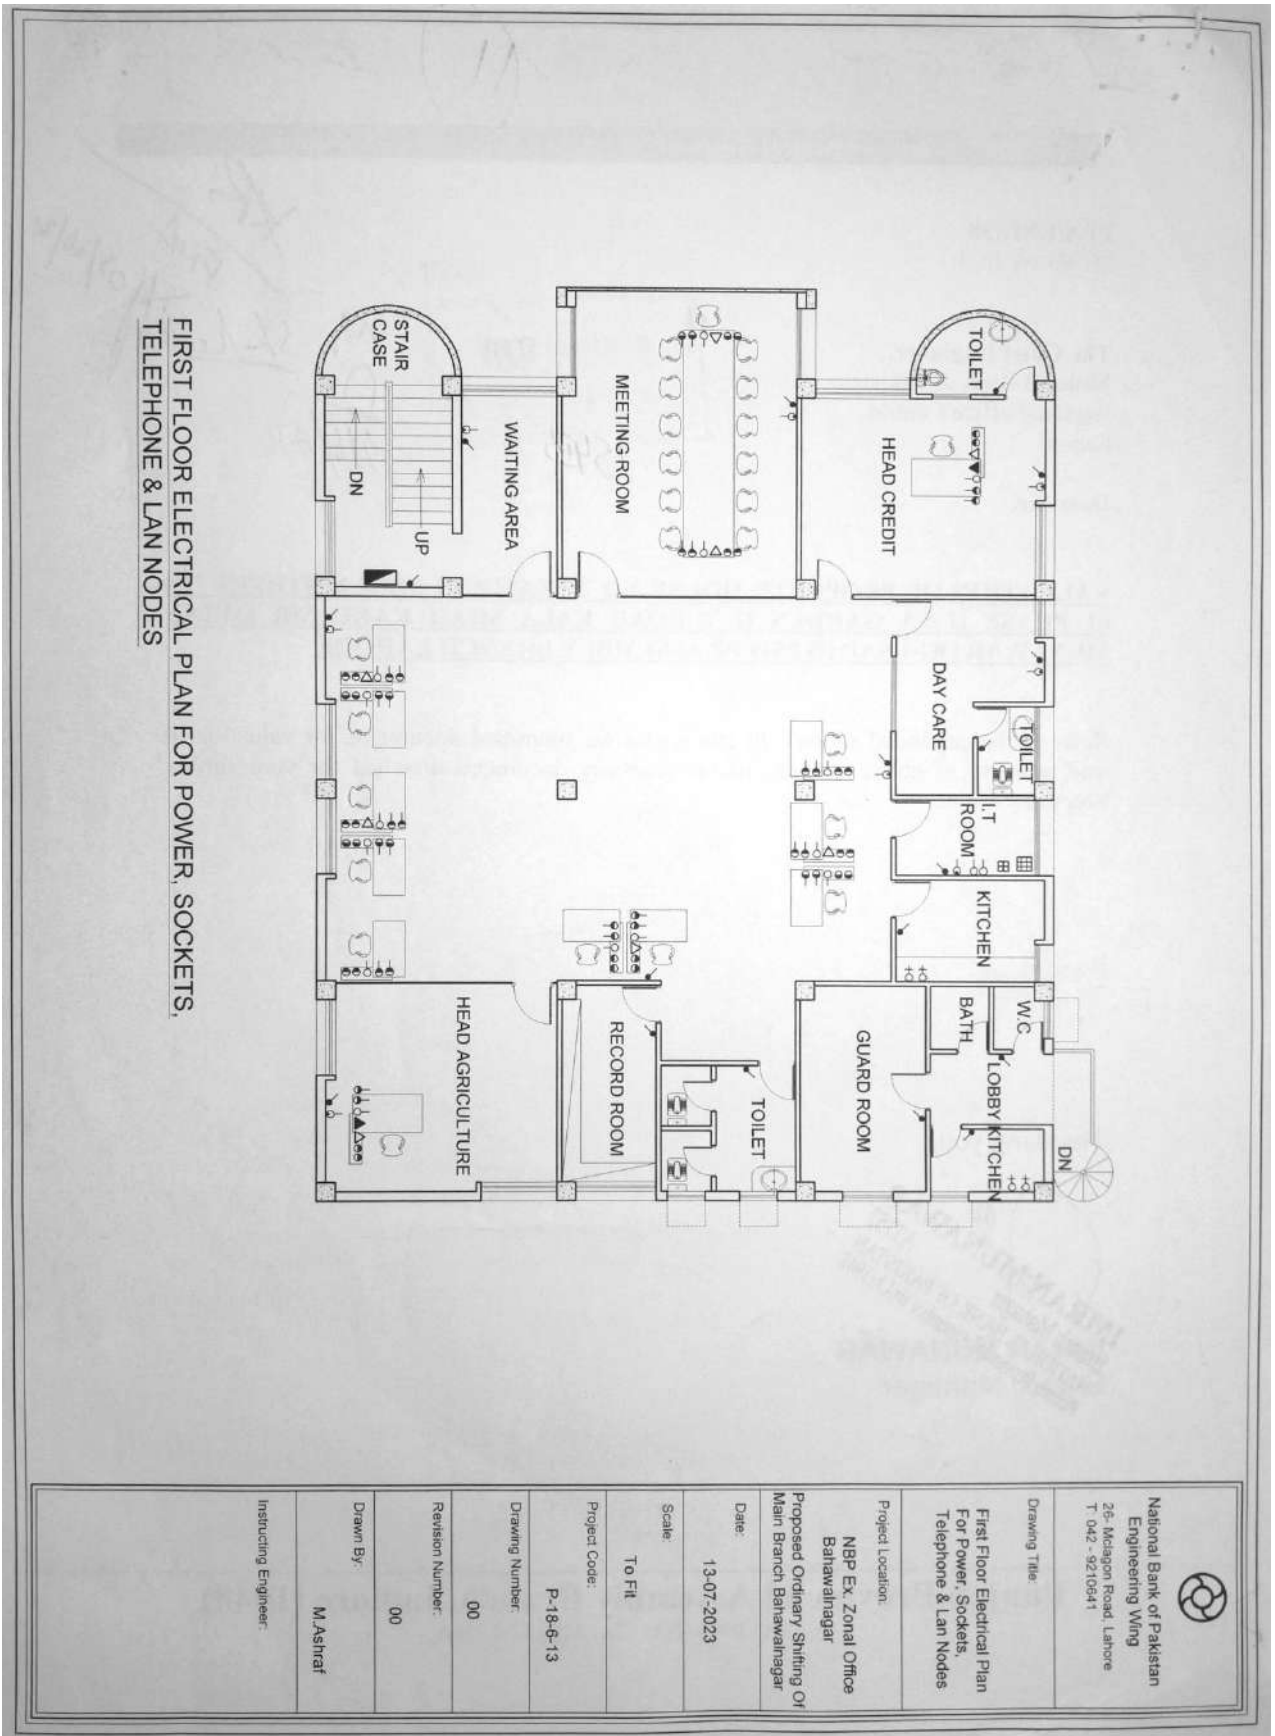 STAIR
CASE
DN
UP
WAITING AREA
MEETING ROOM
HEAD CREDIT
TOILET
DAY CARE
TOILET
I.T
ROOM
KITCHEN
W.C
BATH
LOBBY
KITCHEN
DN
GUARD ROOM
TOILET
RECORD ROOM
HEAD AGRICULTURE
FIRST FLOOR ELECTRICAL PLAN FOR POWER, SOCKETS,
TELEPHONE & LAN NODES
National Bank of Pakistan
Engineering Wing
26- Mclagon Road, Lahore
T: 042 - 9210641
Drawing Title:
First Floor Electrical Plan
For Power, Sockets,
Telephone & Lan Nodes
Project Location:
NBP Ex. Zonal Office
Bahawalnagar
Proposed Ordinary Shifting Of
Main Branch Bahawalnagar
Date:
13-07-2023
Scale:
To Fit
Project Code:
P-18-6-13
Drawing Number:
00
Revision Number:
00
Drawn By:
M.Ashraf
Instructing Engineer: